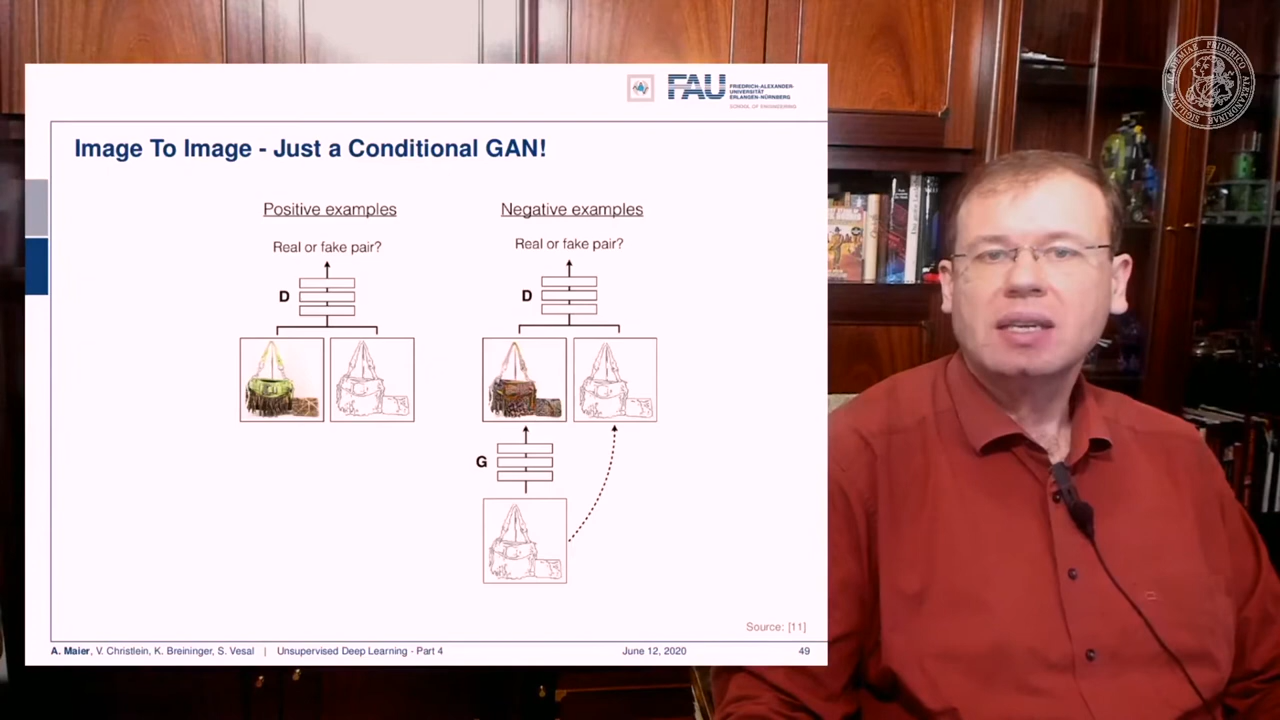 FAU
FRIEDRICH-ALEXANDER-
UNIVERSITÄT
ERLANGEN-NÜRNBERG
SCHOOL OF ENGINEERING
Image To Image - Just a Conditional GAN!
Positive examples
Negative examples
Real or fake pair?
Real or fake pair?
D
D
G
Source: [11]
A. Maier, V. Christlein, K. Breininger, S. Vesal | Unsupervised Deep Learning - Part 4
June 12, 2020
49